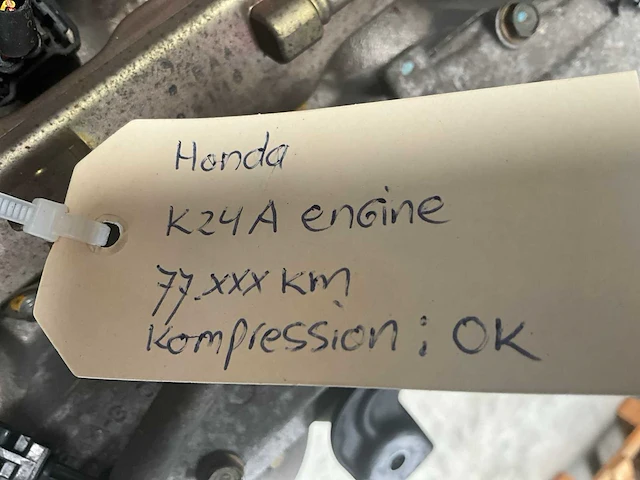 Honda
K24A engine
77.xxx km
Kompression; OK